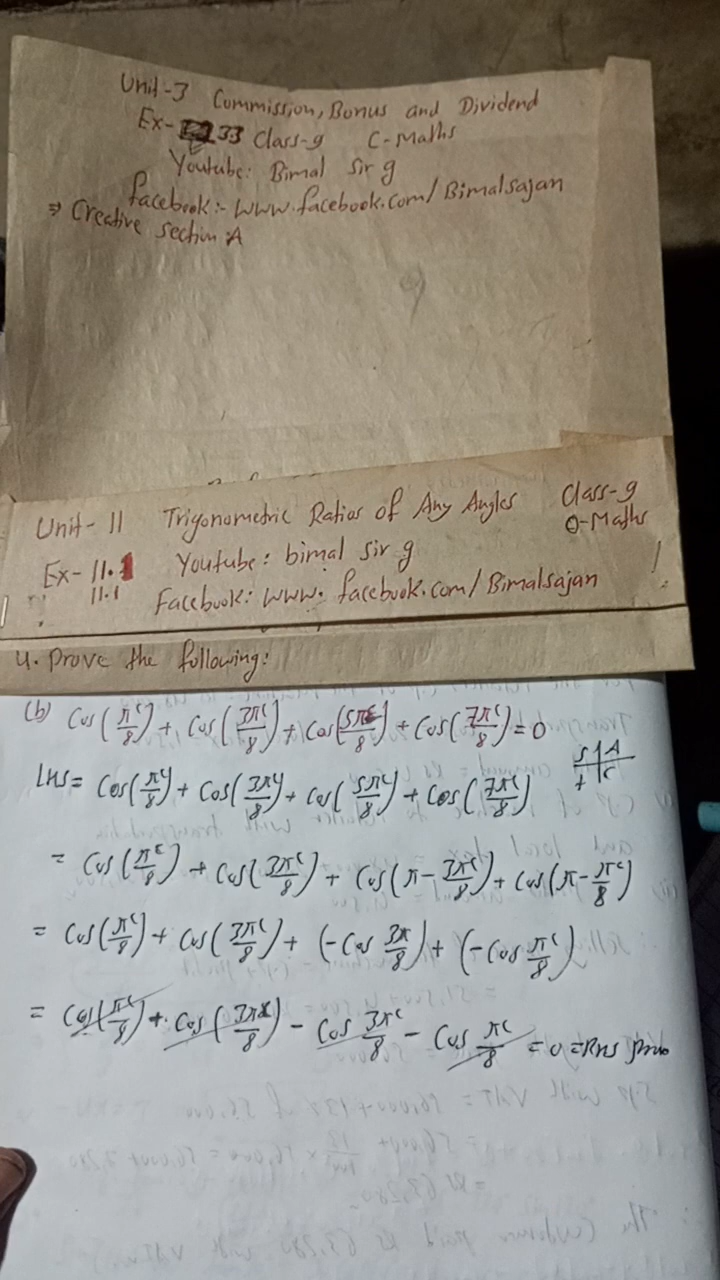 Unit-3 Commission, Bonus and Dividend
Ex- 33 Class-9 C-Maths
Youtube: Bimal Sir g
Facebook:- www.facebook.com/Bimalsajan
⇒ Creative section :A
Unit- 11 Trigonometric Ratios of Any Angles Class-9
Ex- 11.1 Youtube: bimal sir g O-Maths
11.1 Facebook: www. facebook.com/Bimalsajan
4. Prove the following:
(b) Cos(π^c/8) + Cos(3π^c/8) + Cos(5π^c/8) + Cos(7π^c/8) = 0
LHS = Cos(π^c/8) + Cos(3π^c/8) + Cos(5π^c/8) + Cos(7π^c/8) S A
T C
= Cos(π^c/8) + Cos(3π^c/8) + Cos(π - 3π^c/8) + Cos(π - π^c/8)
= Cos(π^c/8) + Cos(3π^c/8) + (-Cos 3π/8) + (-Cos π^c/8)
= Cos(π^c/8) + Cos(3π^c/8) - Cos 3π^c/8 - Cos π^c/8 = 0 = RHS